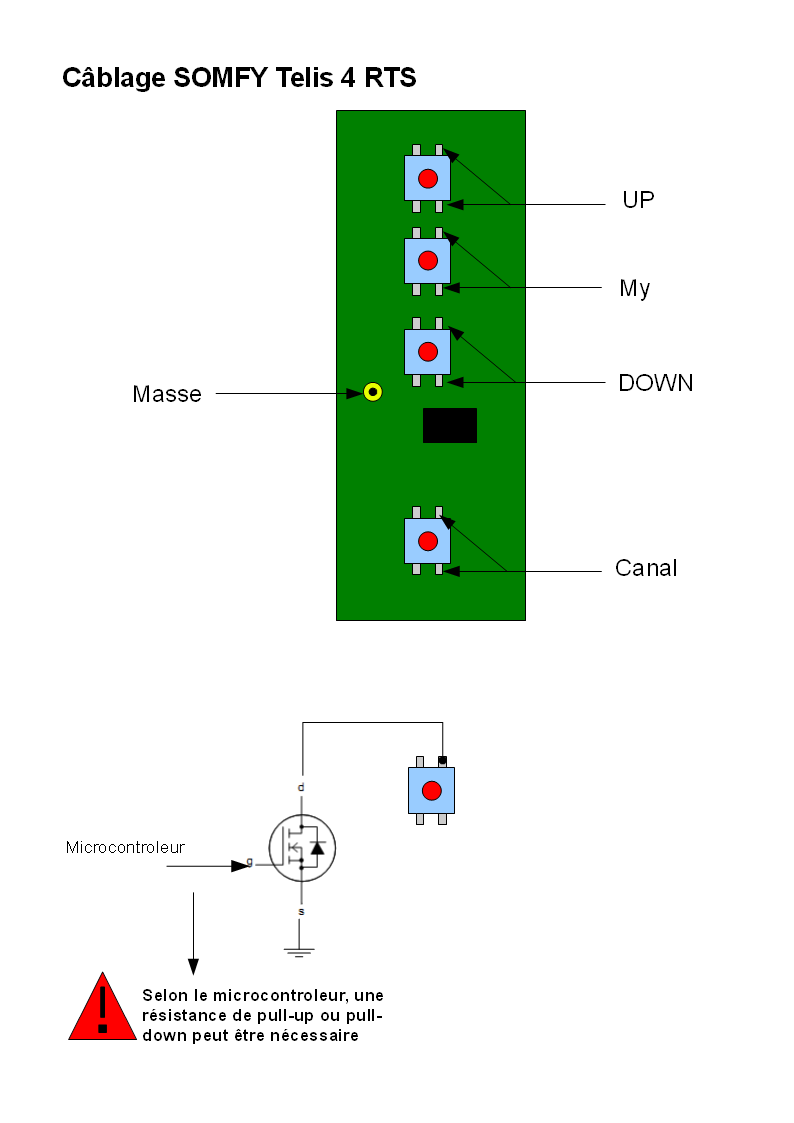 Câblage SOMFY Telis 4 RTS
UP
My
DOWN
Masse
Canal
d
Microcontroleur
g
s
Selon le microcontroleur, une
résistance de pull-up ou pull-
down peut être nécessaire
!